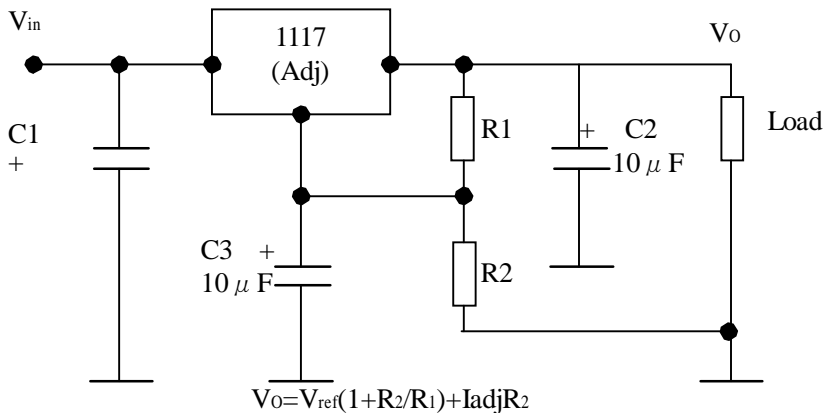 Vin
1117
(Adj)
VO
C1
+
R1
+ C2
10 μ F
Load
C3 +
10 μ F
R2
VO=Vref(1+R2/R1)+IadjR2